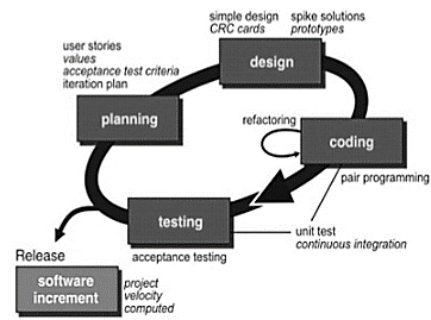 simple design
CRC cards
spike solutions
prototypes
user stories
values
acceptance test criteria
iteration plan
design
planning
refactoring
coding
pair programming
testing
unit test
continuous integration
acceptance testing
Release
software
increment
project
velocity
computed